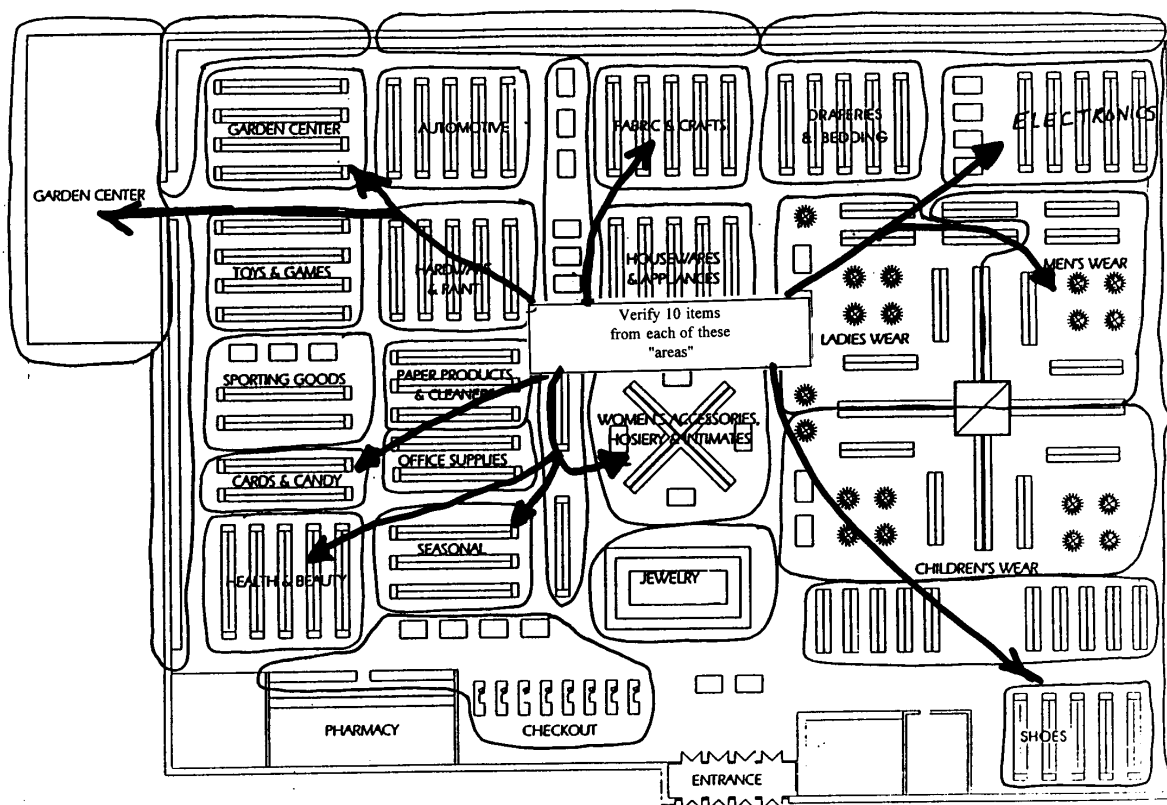 GARDEN CENTER
AUTOMOTIVE
FABRIC & CRAFTS
DRAPERIES
& BEDDING
ELECTRONICS
GARDEN CENTER
TOYS & GAMES
HARDWARE
& PAINT
HOUSEWARES
& APPLIANCES
MEN'S WEAR
Verify 10 items
from each of these
"areas"
LADIES WEAR
SPORTING GOODS
PAPER PRODUCTS
& CLEANERS
WOMEN'S ACCESSORIES,
HOSIERY & INTIMATES
OFFICE SUPPLIES
CARDS & CANDY
SEASONAL
HEALTH & BEAUTY
JEWELRY
CHILDREN'S WEAR
PHARMACY
CHECKOUT
SHOES
ENTRANCE